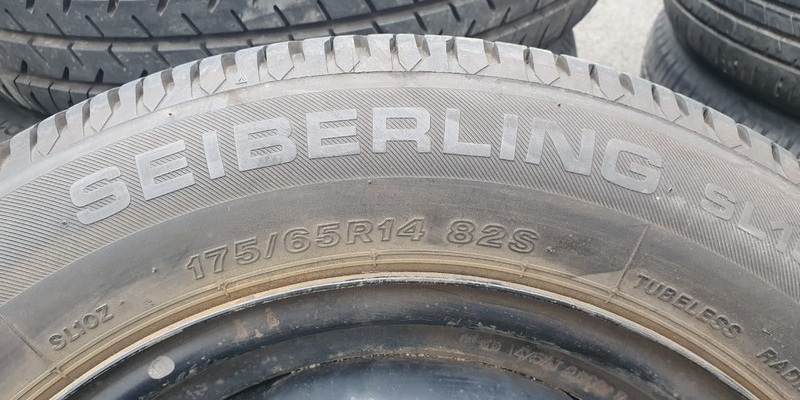 SEIBERLING
175/65R14 82S
SL10Z
TUBELESS